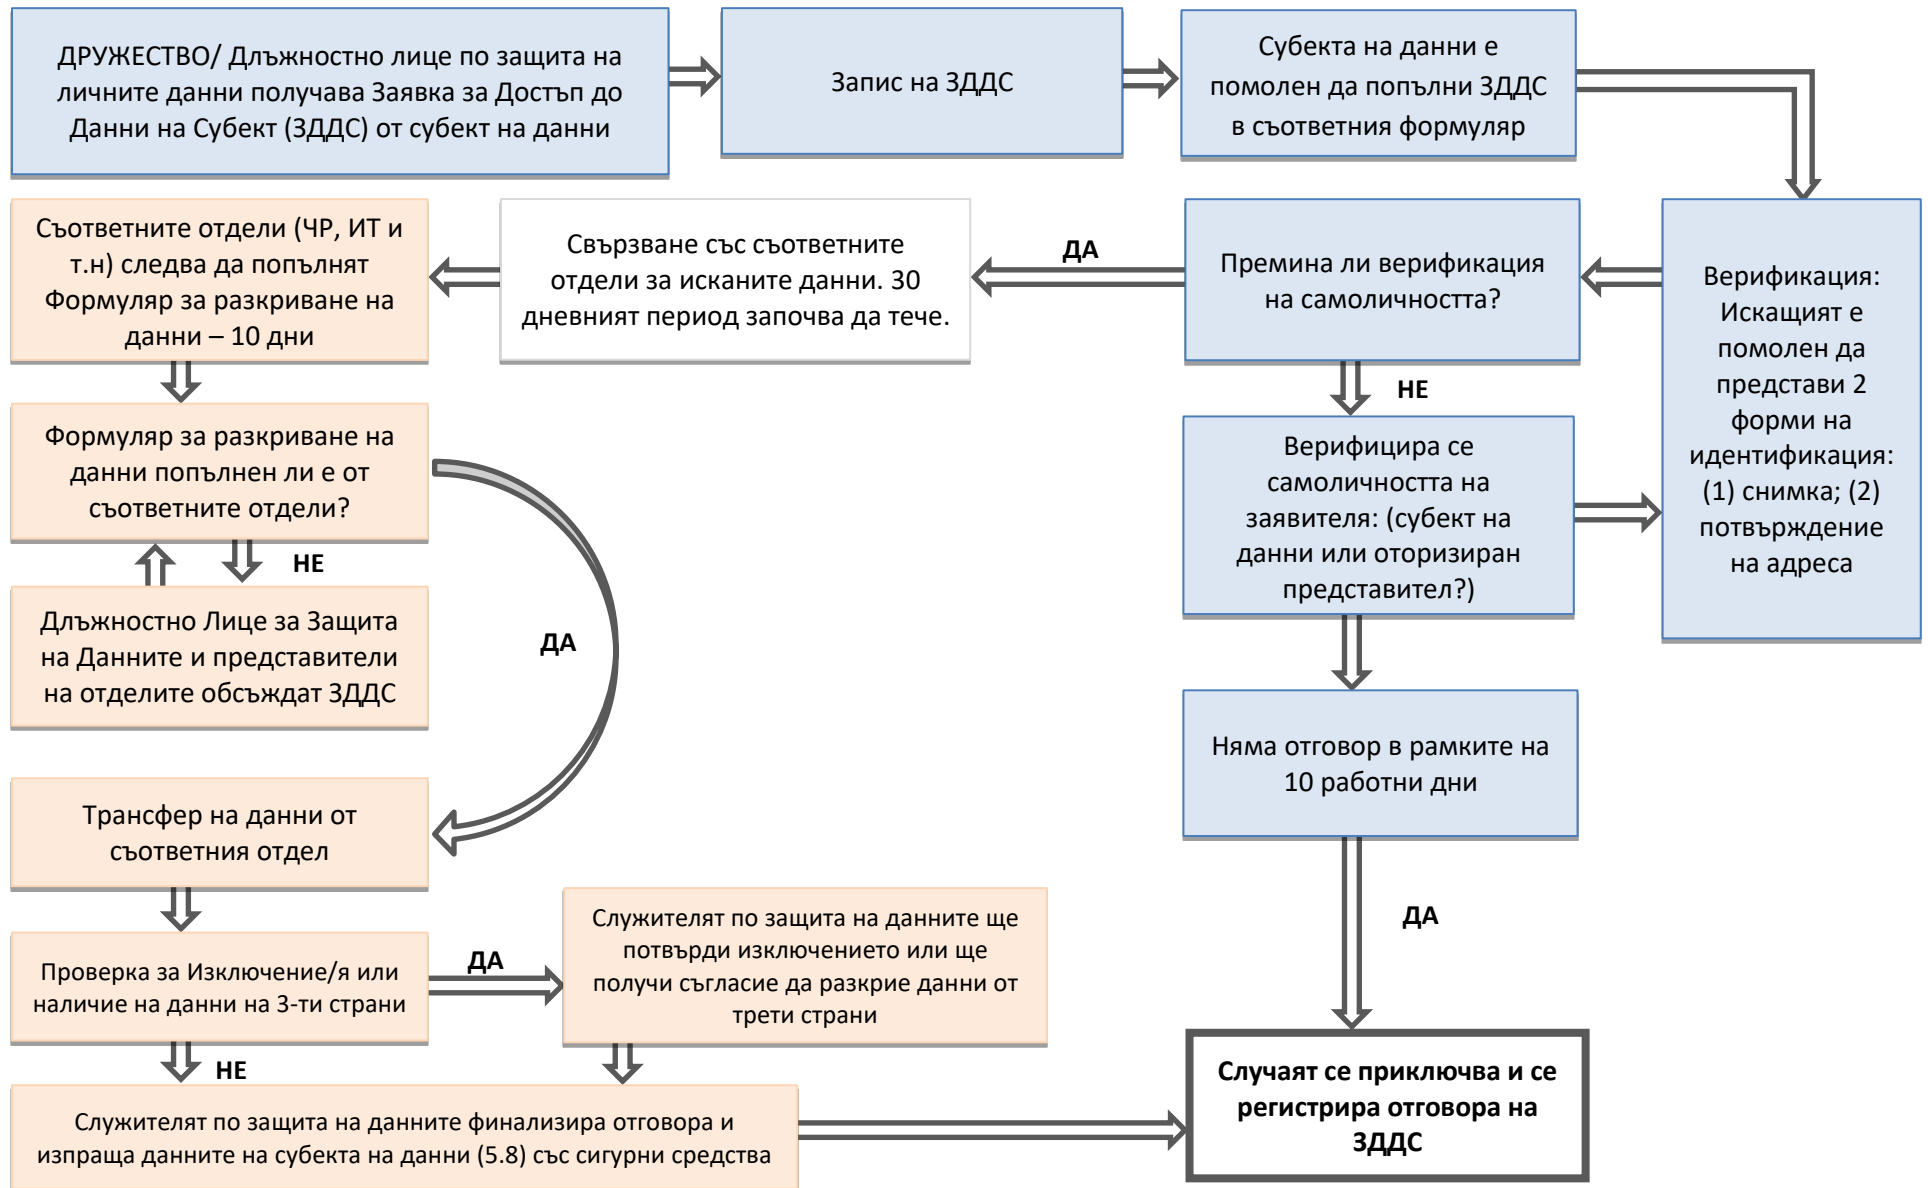 ДРУЖЕСТВО/ Длъжностно лице по защита на
личните данни получава Заявка за Достъп до
Данни на Субект (ЗДДС) от субект на данни
Запис на ЗДДС
Субекта на данни е
помолен да попълни ЗДДС
в съответния формуляр
Съответните отдели (ЧР, ИТ и
т.н) следва да попълнят
Формуляр за разкриване на
данни – 10 дни
Свързване със съответните
отдели за исканите данни. 30
дневният период започва да тече.
ДА
Премина ли верификация
на самоличността?
Верификация:
Искащият е
помолен да
представи 2
форми на
идентификация:
(1) снимка; (2)
потвърждение
на адреса
НЕ
Формуляр за разкриване на
данни попълнен ли е от
съответните отдели?
НЕ
Верифицира се
самоличността на
заявителя: (субект на
данни или оторизиран
представител?)
Длъжностно Лице за Защита
на Данните и представители
на отделите обсъждат ЗДДС
ДА
Няма отговор в рамките на
10 работни дни
Трансфер на данни от
съответния отдел
ДА
Проверка за Изключение/я или
наличие на данни на 3-ти страни
ДА
Служителят по защита на данните ще
потвърди изключението или ще
получи съгласие да разкрие данни от
трети страни
НЕ
Служителят по защита на данните финализира отговора и
изпраща данните на субекта на данни (5.8) със сигурни средства
Случаят се приключва и се
регистрира отговора на
ЗДДС